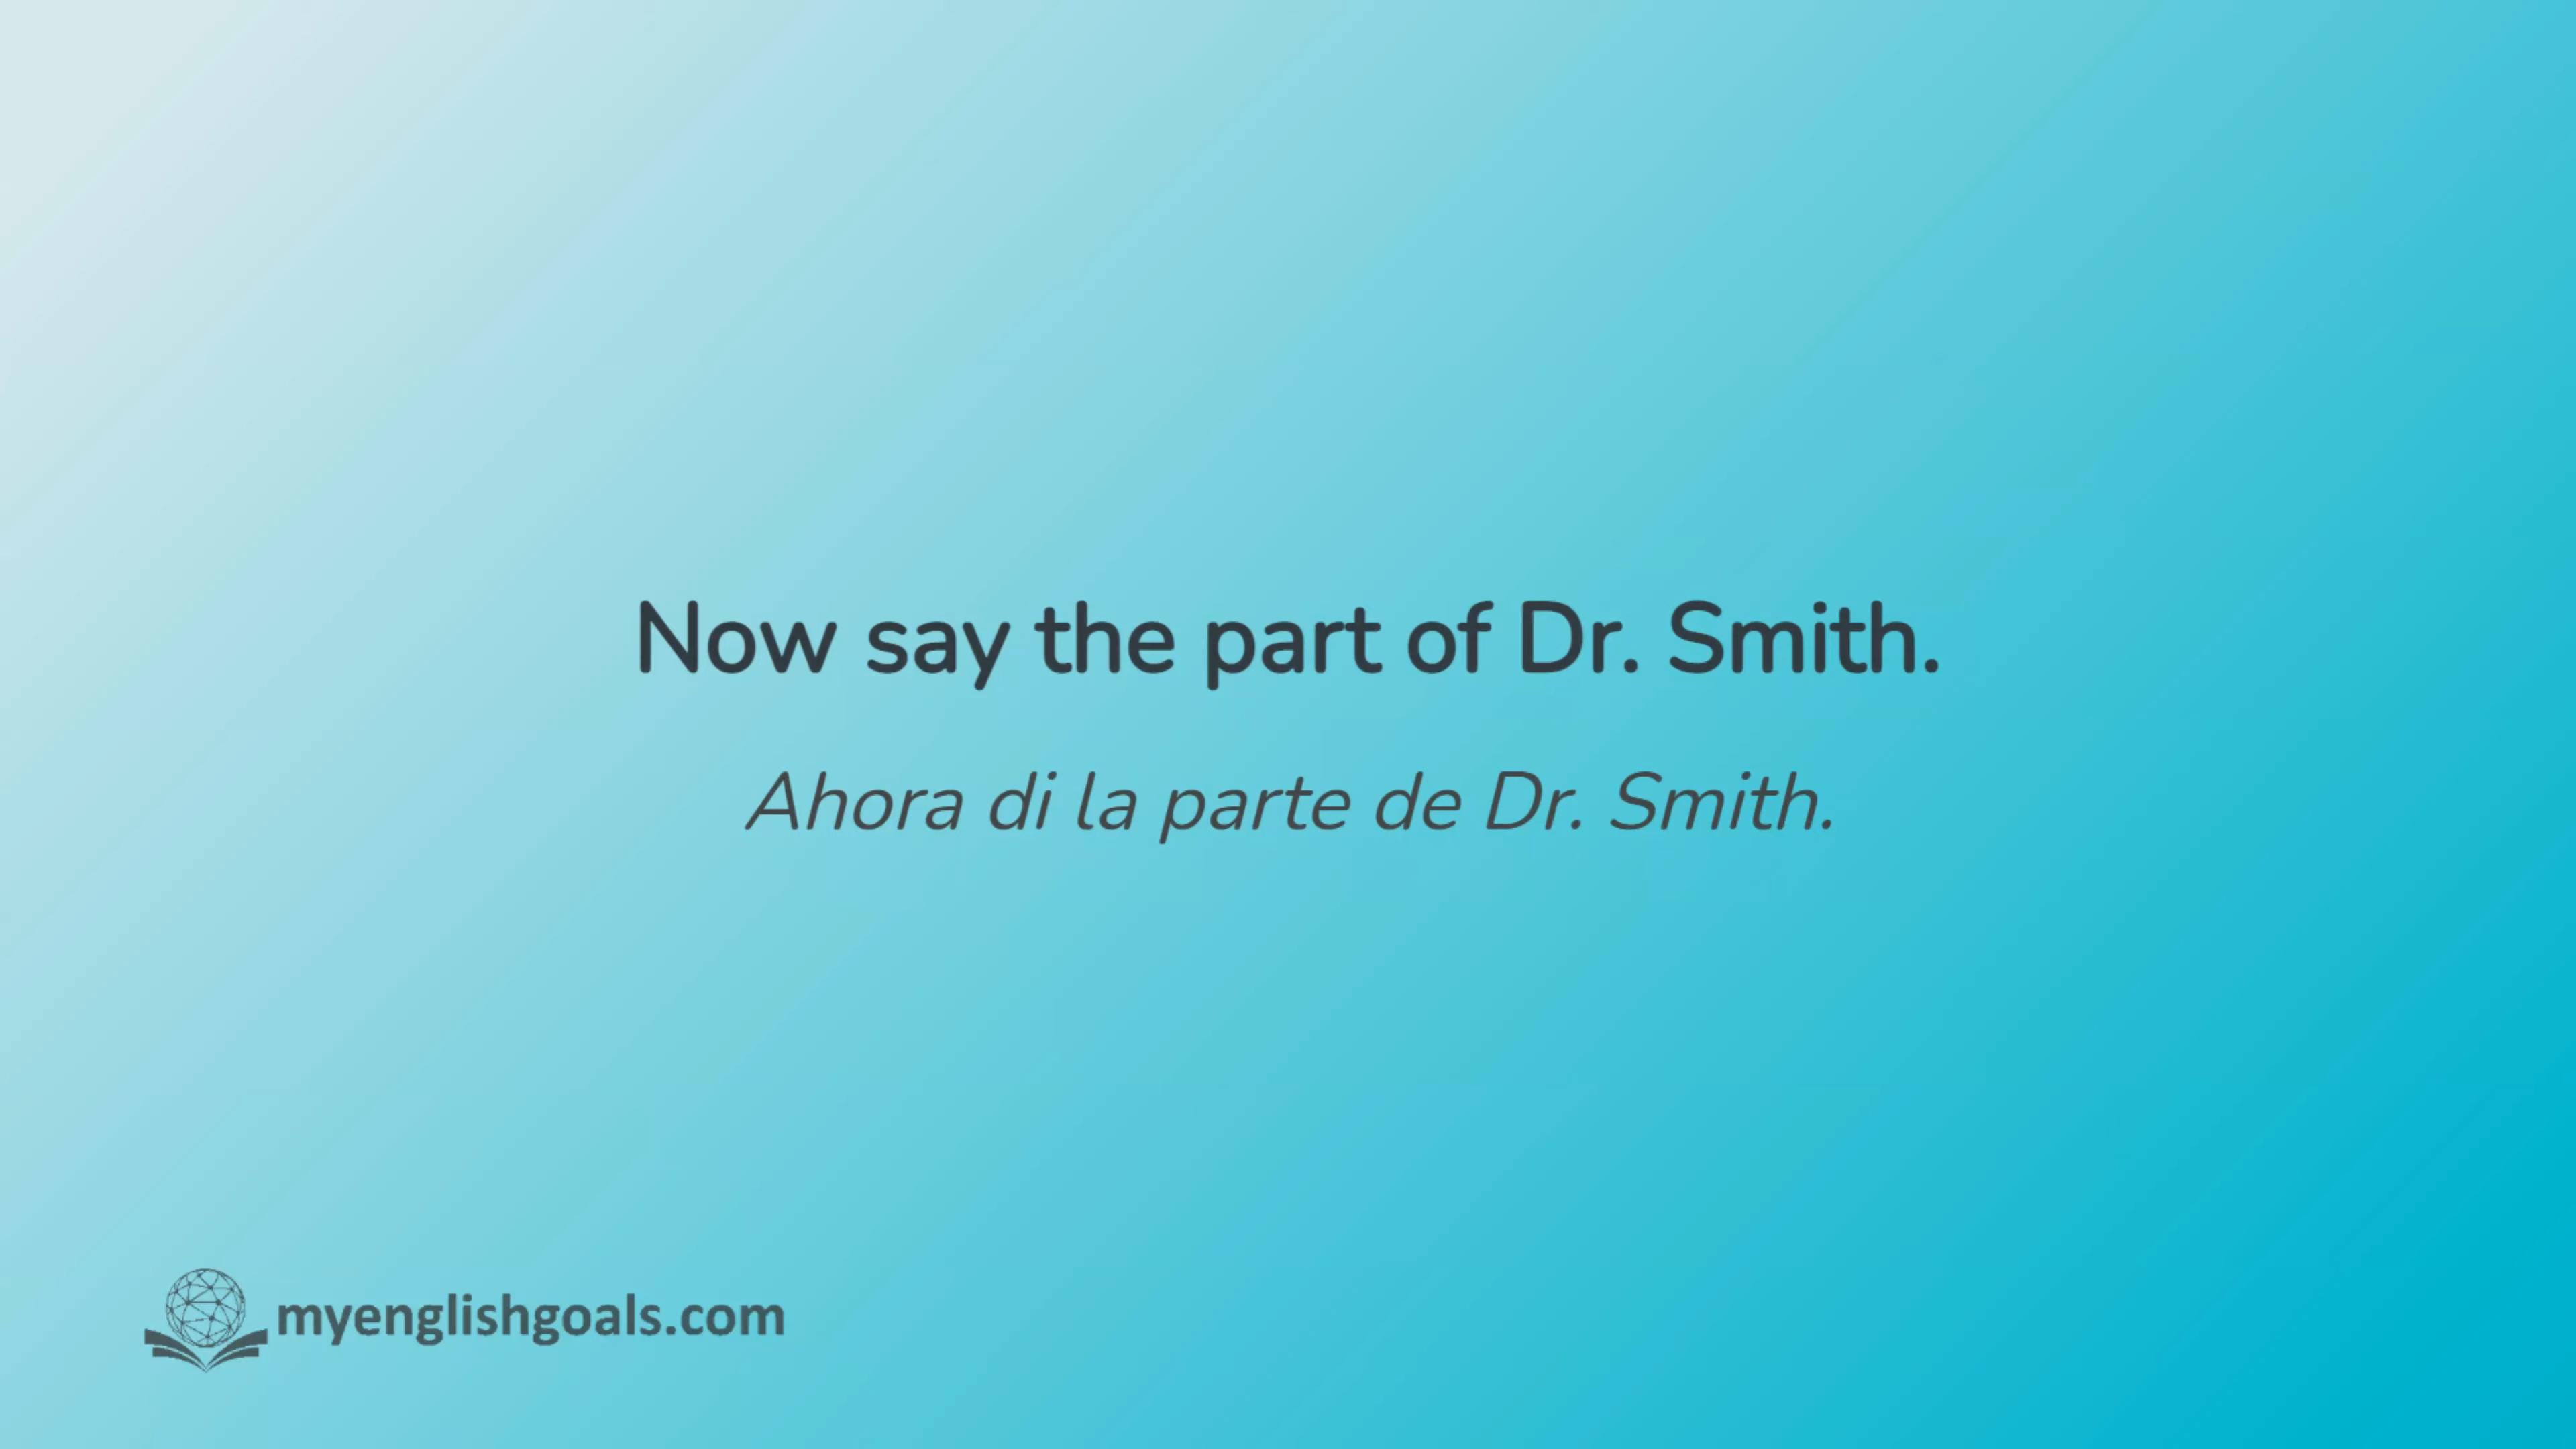 Now say the part of Dr. Smith.
Ahora di la parte de Dr. Smith.
myenglishgoals.com